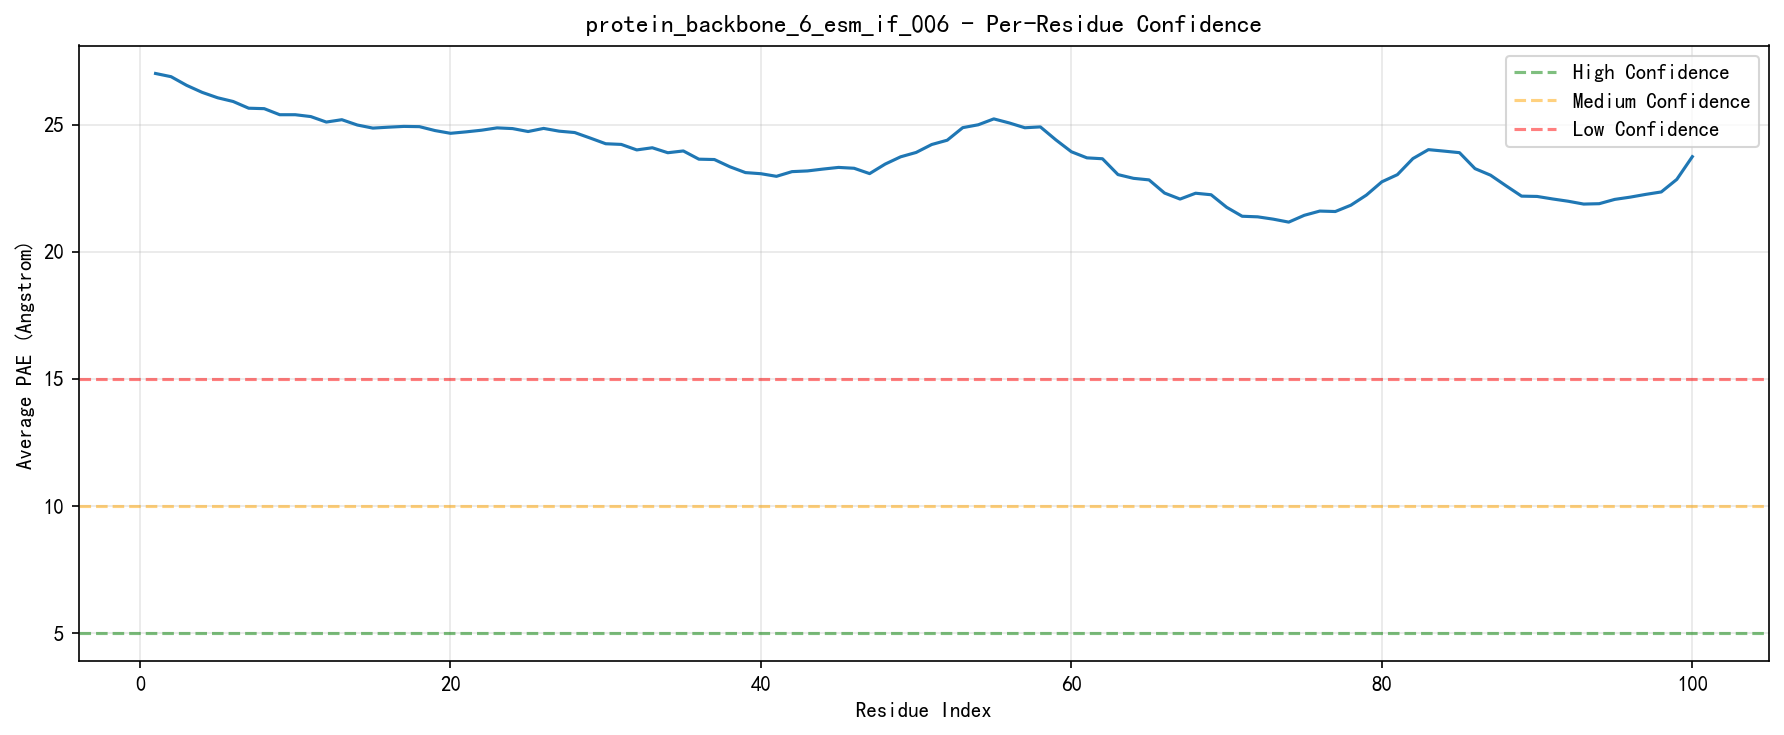 protein_backbone_6_esm_if_006 - Per-Residue Confidence
High Confidence
Medium Confidence
Low Confidence
Average PAE (Angstrom)
25
20
15
10
5
0 20 40 60 80 100
Residue Index